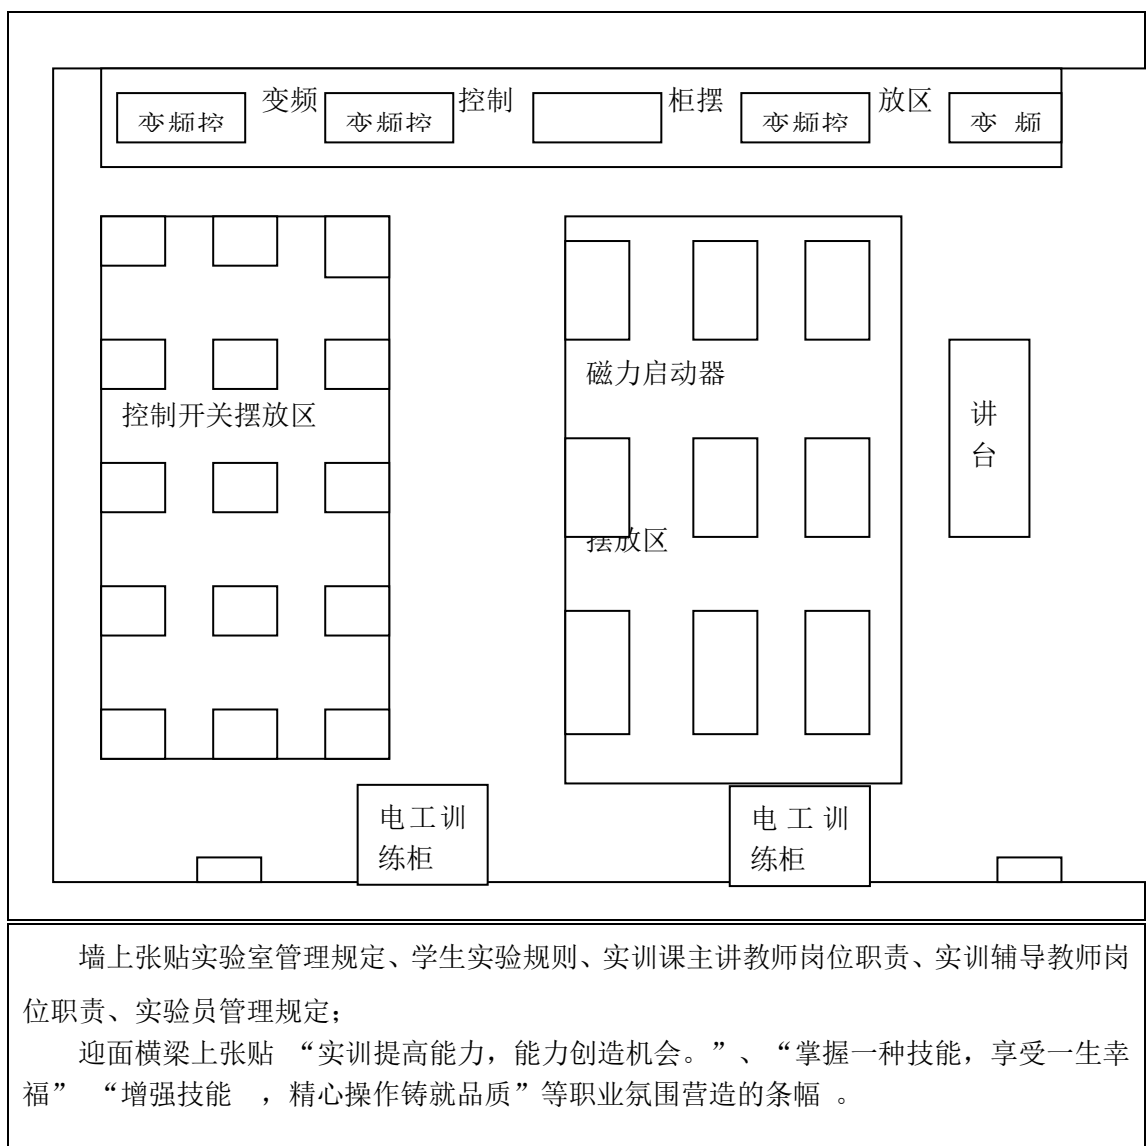 变频 控制 柜摆 放区
变频控 变频控 变频控 变 频
磁力启动器
控制开关摆放区
讲
台
摆放区
电工训
练柜
电 工 训
练柜
墙上张贴实验室管理规定、学生实验规则、实训课主讲教师岗位职责、实训辅导教师岗
位职责、实验员管理规定；
迎面横梁上张贴 “实训提高能力，能力创造机会。”、“掌握一种技能，享受一生幸
福” “增强技能 ，精心操作铸就品质”等职业氛围营造的条幅 。